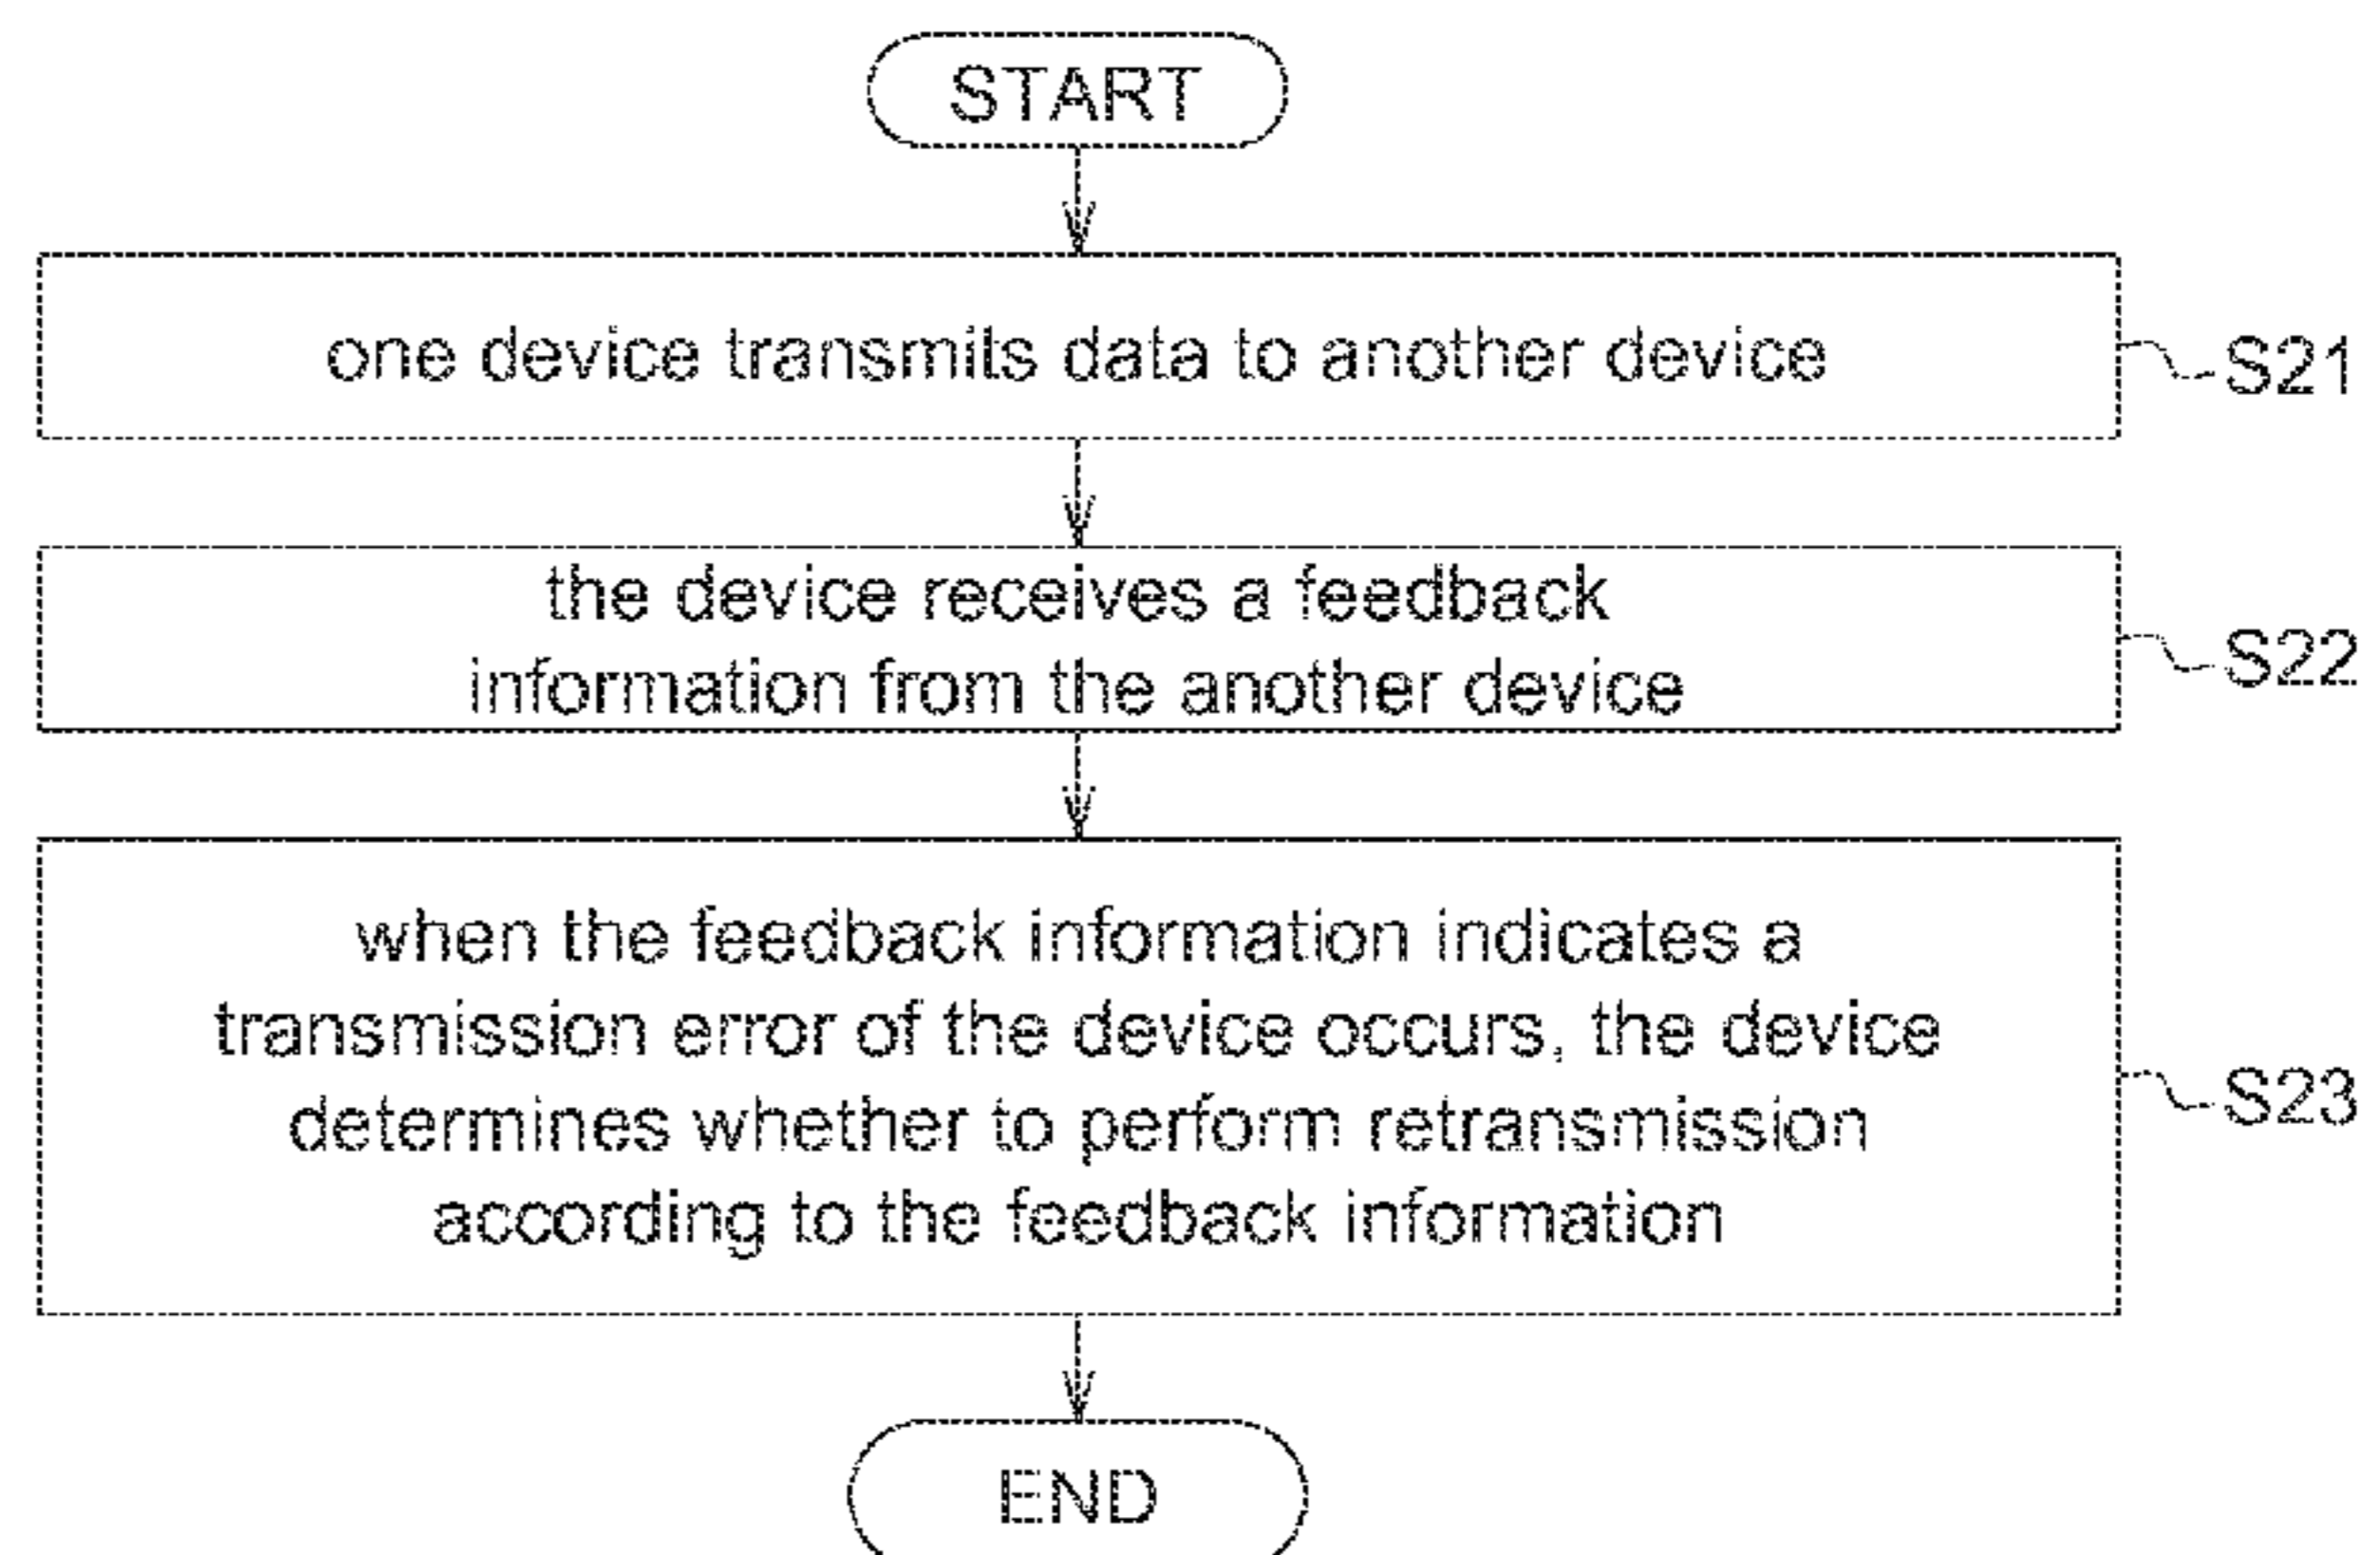 START
one device transmits data to another device
S21
the device receives a feedback
information from the another device
S22
when the feedback information indicates a
transmission error of the device occurs, the device
determines whether to perform retransmission
according to the feedback information
S23
END